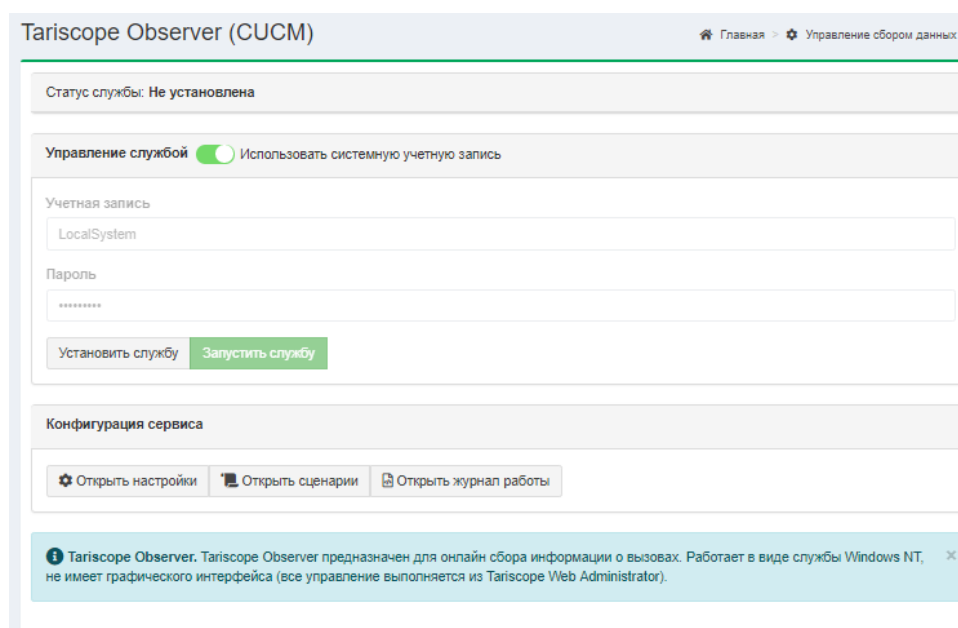 Tariscope Observer (CUCM)
Главная > Управление сбором данных
Статус службы: Не установлена
Управление службой Использовать системную учетную запись
Учетная запись
LocalSystem
Пароль
•••••••••
Установить службу Запустить службу
Конфигурация сервиса
Открыть настройки Открыть сценарии Открыть журнал работы
Tariscope Observer. Tariscope Observer предназначен для онлайн сбора информации о вызовах. Работает в виде службы Windows NT, ×
не имеет графического интерфейса (все управление выполняется из Tariscope Web Administrator).